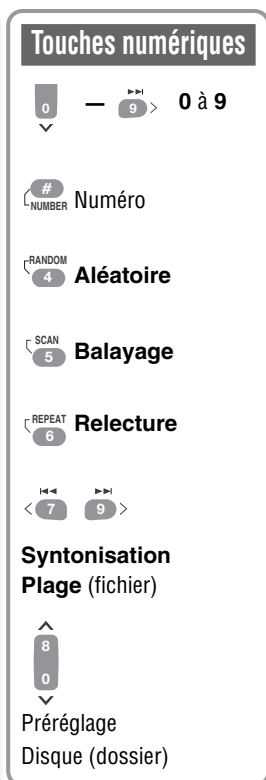 Touches numériques
0 — 9 0 à 9
# NUMBER Numéro
RANDOM
4 Aléatoire
SCAN
5 Balayage
REPEAT
6 Relecture
7 9
Syntonisation
Plage (fichier)
8
0
Préréglage
Disque (dossier)